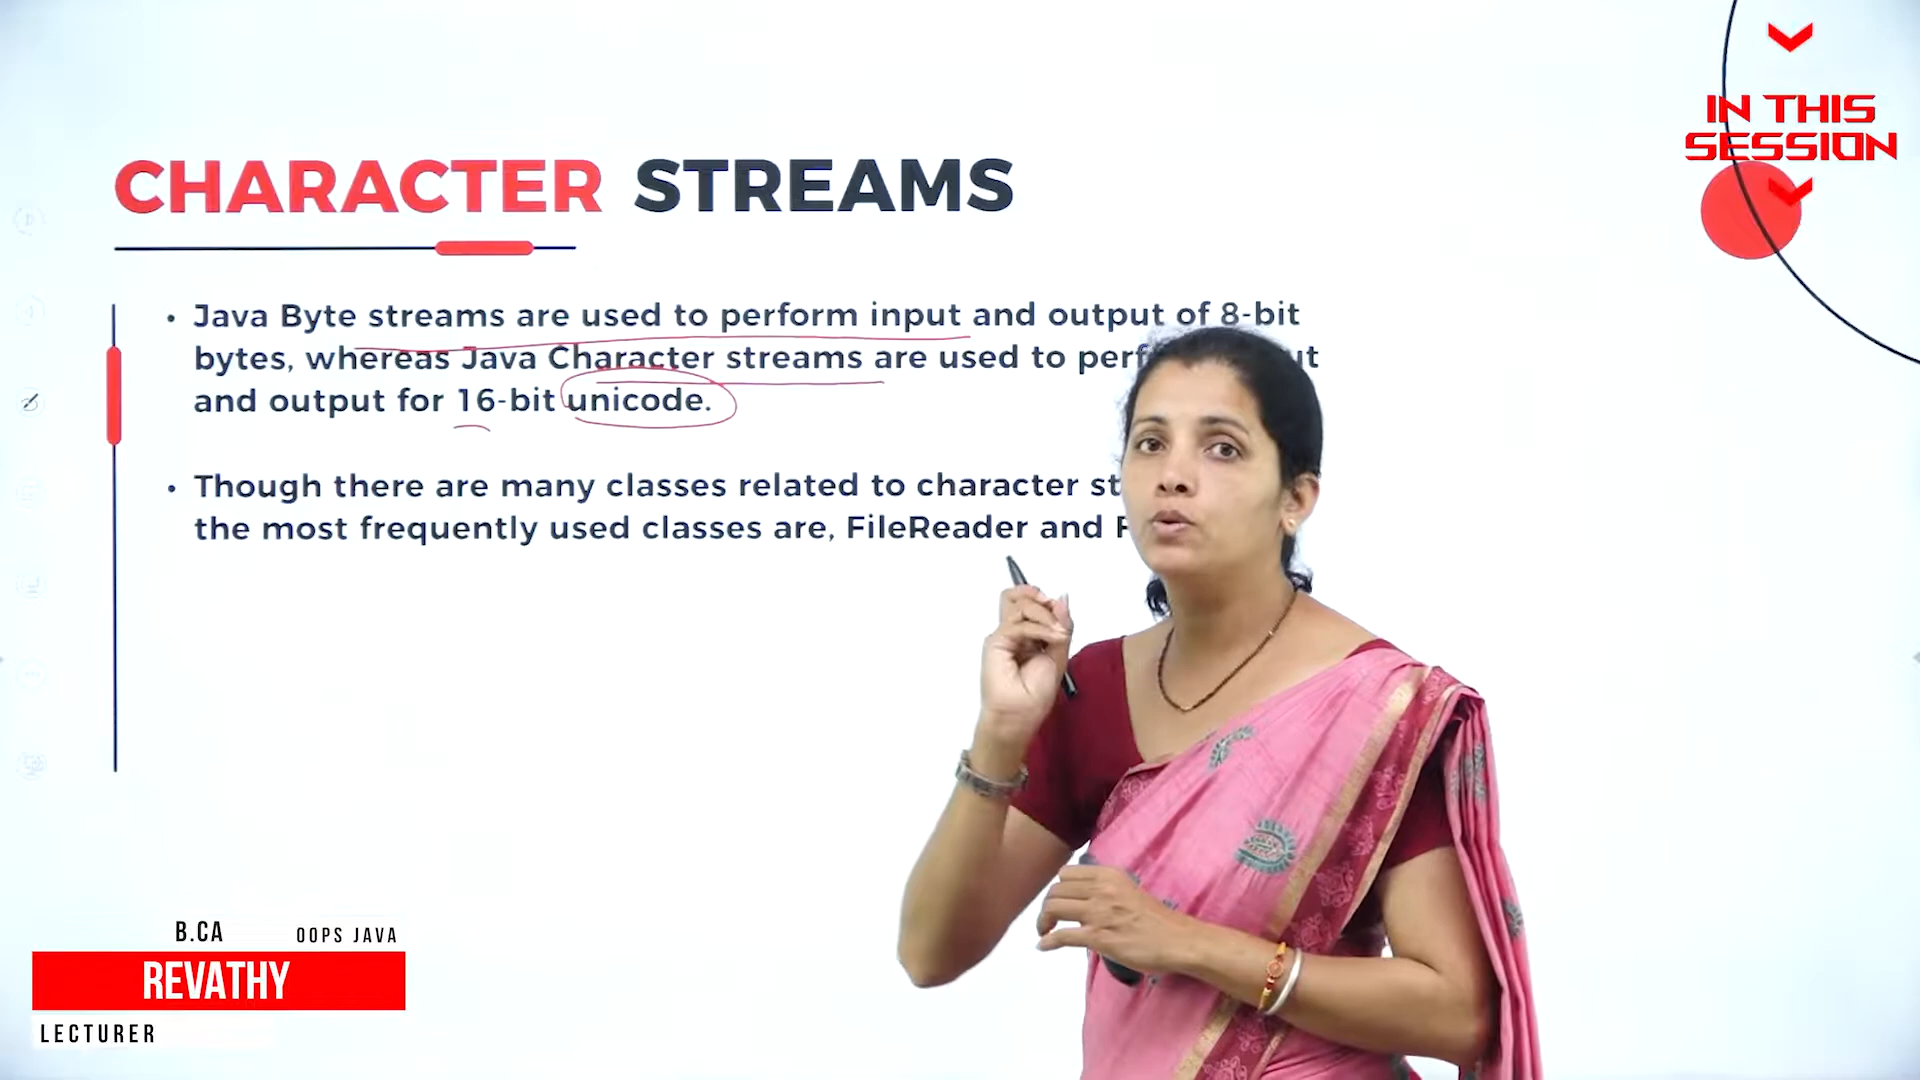 IN THIS
SESSION
CHARACTER STREAMS
• Java Byte streams are used to perform input and output of 8-bit
bytes, whereas Java Character streams are used to
and output for 16-bit unicode.
• Though there are many classes related to character
the most frequently used classes are, FileReader and
B.CA
OOPS JAVA
REVATHY
LECTURER